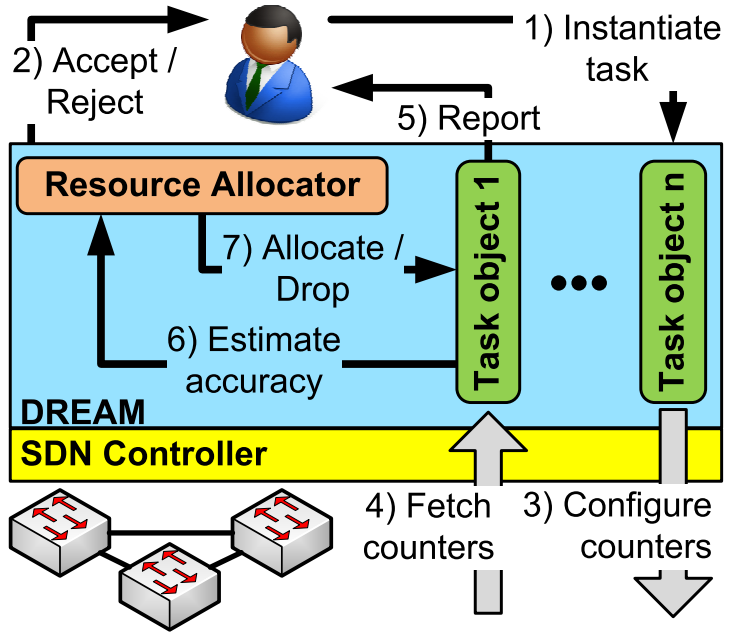 1) Instantiate
task
2) Accept /
Reject
5) Report
Resource Allocator
7) Allocate /
Drop
6) Estimate
accuracy
Task object 1
Task object n
DREAM
SDN Controller
4) Fetch
counters
3) Configure
counters